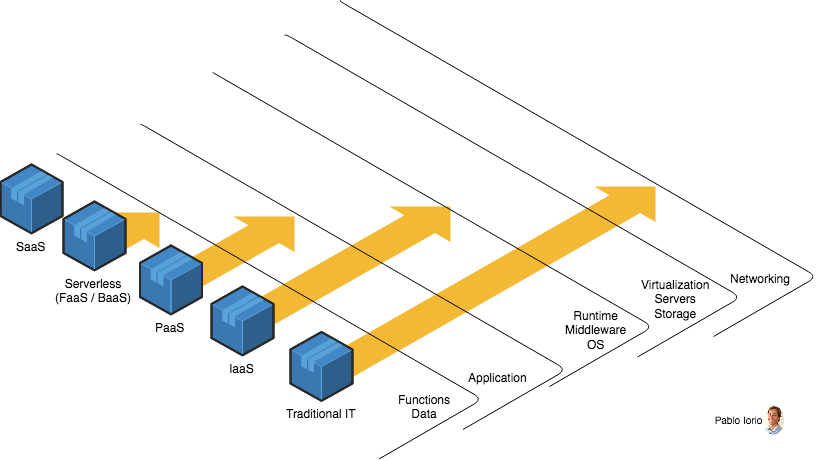 SaaS
Serverless
(FaaS / BaaS)
PaaS
IaaS
Traditional IT
Functions
Data
Application
Runtime
Middleware
OS
Virtualization
Servers
Storage
Networking
Pablo Iorio